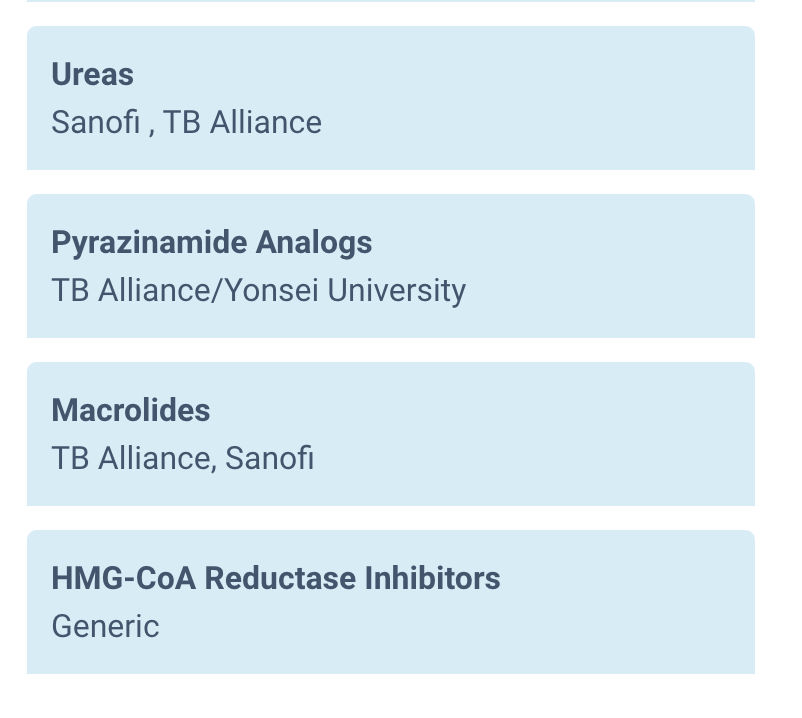 Ureas
Sanofi , TB Alliance
Pyrazinamide Analogs
TB Alliance/Yonsei University
Macrolides
TB Alliance, Sanofi
HMG-CoA Reductase Inhibitors
Generic